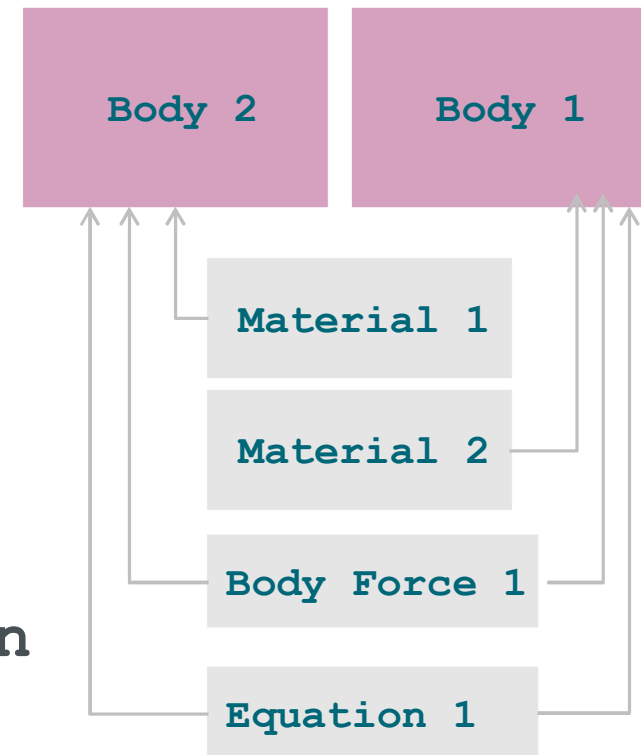 Body 2
Body 1
Material 1
Material 2
Body Force 1
n
Equation 1